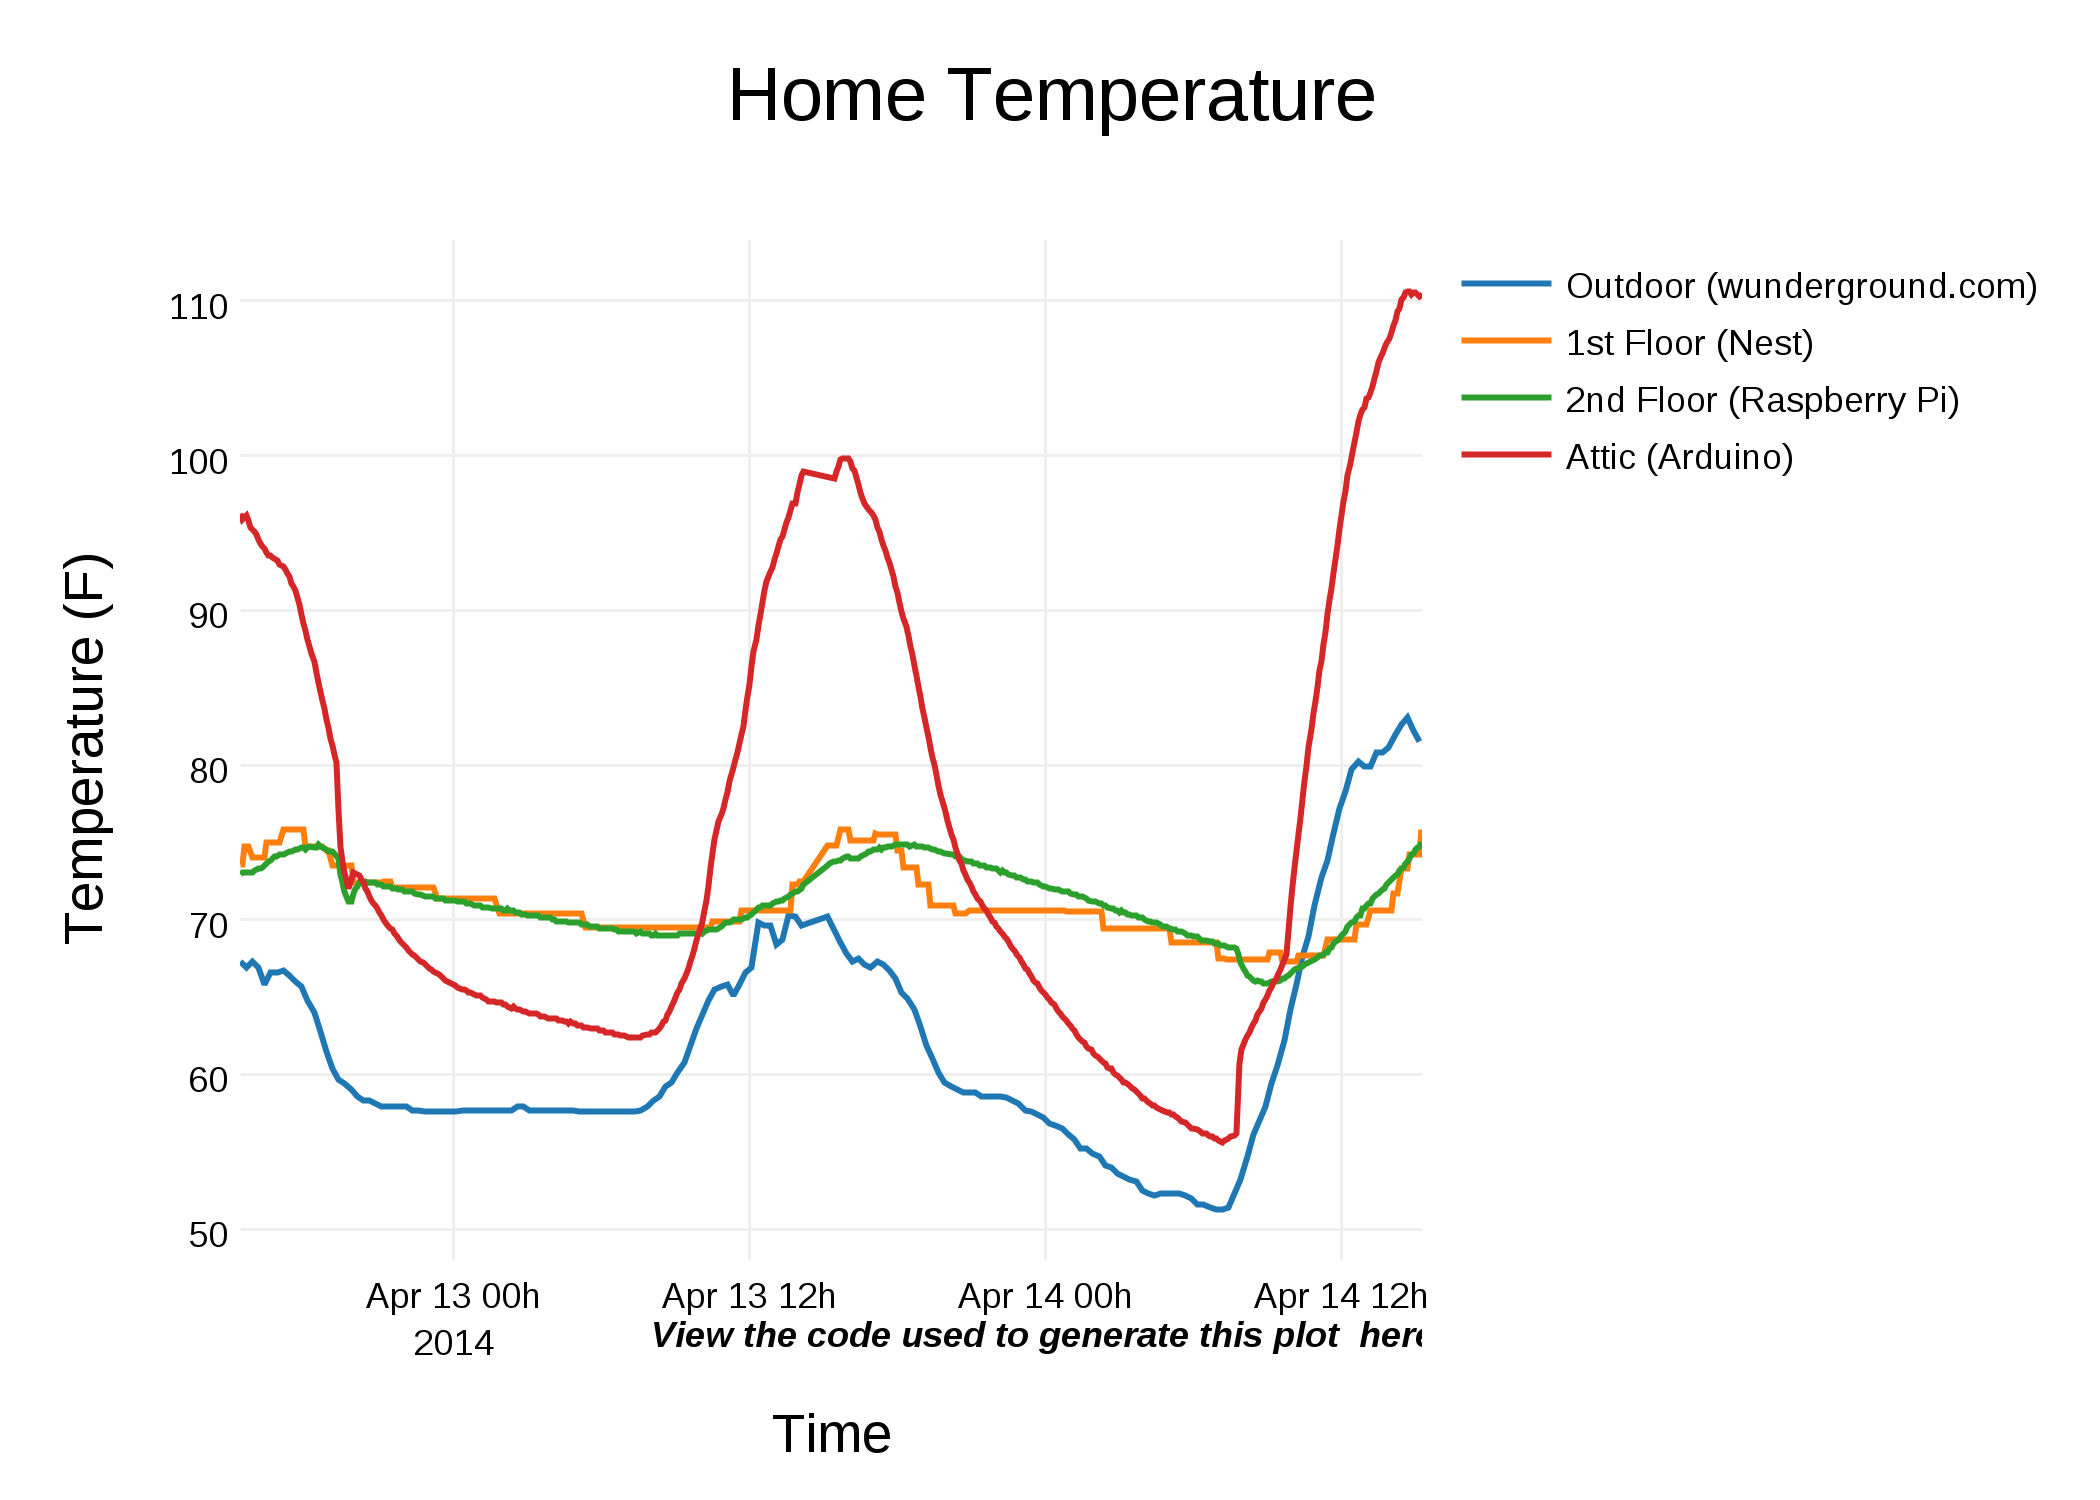 Home Temperature
110
100
90
80
70
60
50
Temperature (F)
Outdoor (wunderground.com)
1st Floor (Nest)
2nd Floor (Raspberry Pi)
Attic (Arduino)
Apr 13 00h
2014
Apr 13 12h
Apr 14 00h
Apr 14 12h
View the code used to generate this plot here
Time